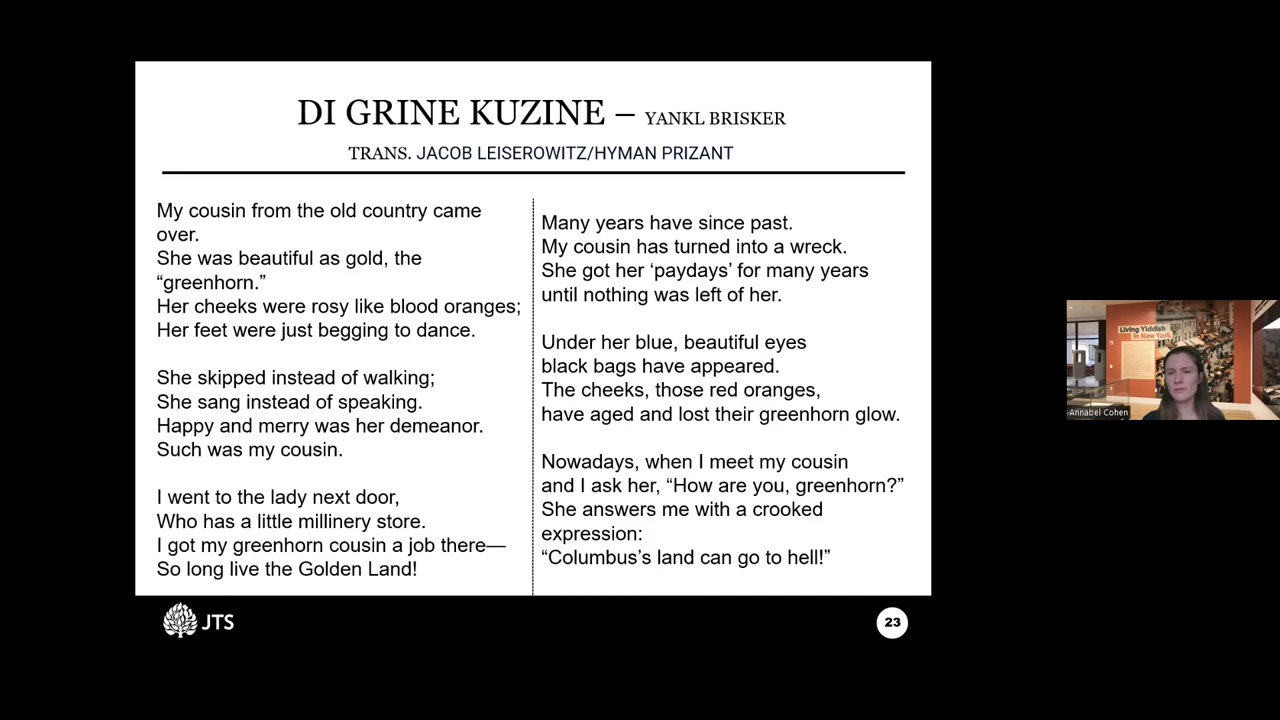 DI GRINE KUZINE – YANKL BRISKER
TRANS. JACOB LEISEROWITZ/HYMAN PRIZANT
My cousin from the old country came
over.
She was beautiful as gold, the
“greenhorn.”
Her cheeks were rosy like blood oranges;
Her feet were just begging to dance.
She skipped instead of walking;
She sang instead of speaking.
Happy and merry was her demeanor.
Such was my cousin.
I went to the lady next door,
Who has a little millinery store.
I got my greenhorn cousin a job there—
So long live the Golden Land!
Many years have since past.
My cousin has turned into a wreck.
She got her ‘paydays’ for many years
until nothing was left of her.
Under her blue, beautiful eyes
black bags have appeared.
The cheeks, those red oranges,
have aged and lost their greenhorn glow.
Nowadays, when I meet my cousin
and I ask her, “How are you, greenhorn?”
She answers me with a crooked
expression:
“Columbus’s land can go to hell!”
JTS
23
Living Yiddish
in New York
Annabel Cohen